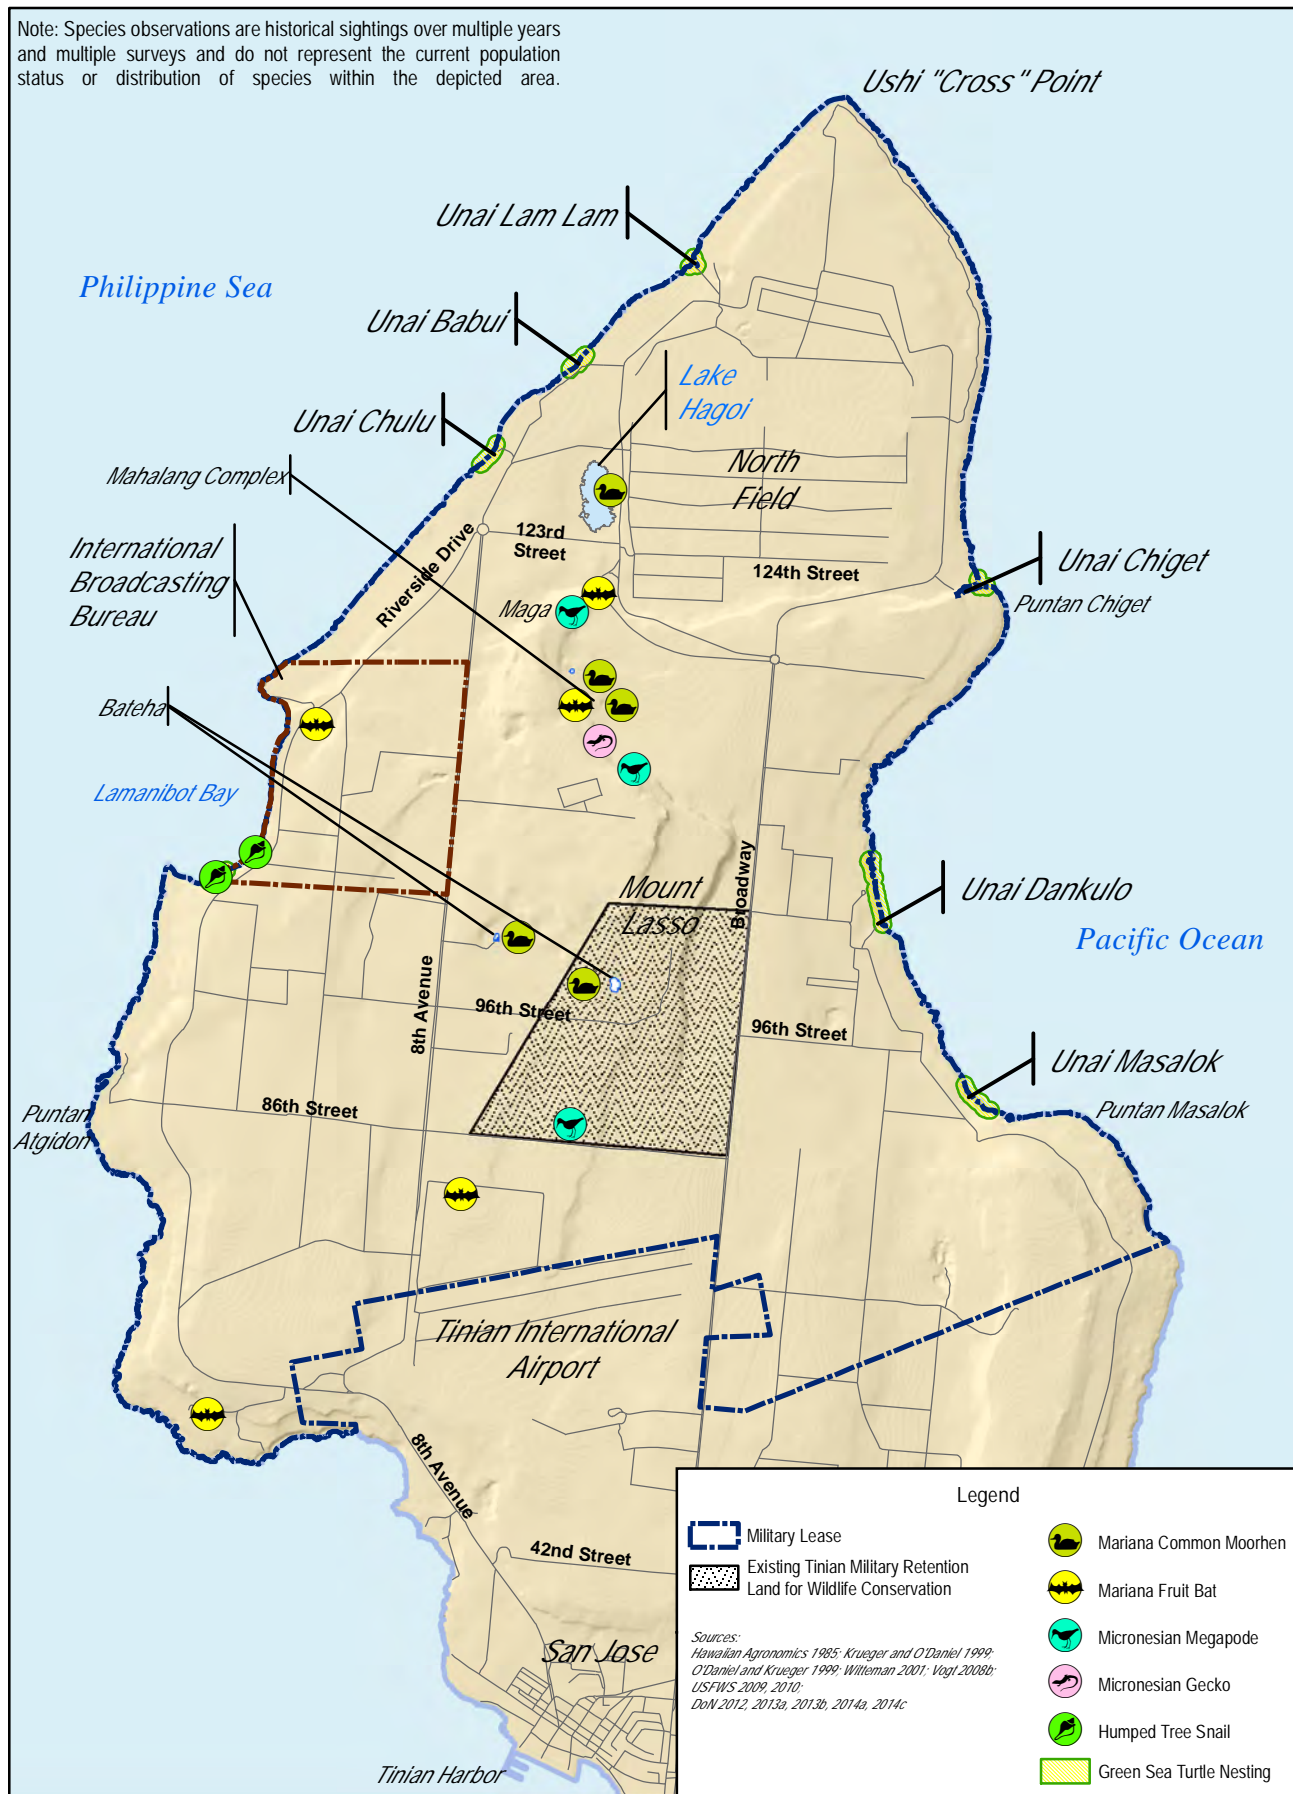 Note: Species observations are historical sightings over multiple years
and multiple surveys and do not represent the current population
status or distribution of species within the depicted area.
Ushi "Cross" Point
Unai Lam Lam
Philippine Sea
Unai Babui
Lake
Hagoi
Unai Chulu
North
Field
Mahalang Complex
123rd
Street
International
Broadcasting
Bureau
Riverside Drive
124th Street
Unai Chiget
Puntan Chiget
Maga
Bateha
Lamanibot Bay
Broadway
Mount
Lasso
Unai Dankulo
Pacific Ocean
8th Avenue
96th Street
96th Street
Unai Masalok
Puntan Masalok
86th Street
Puntan
Atgidon
Tinian International
Airport
8th Avenue
42nd Street
San Jose
Tinian Harbor
Legend
Military Lease
Existing Tinian Military Retention
Land for Wildlife Conservation
Sources:
Hawaiian Agronomics 1985; Krueger and O'Daniel 1999;
O'Daniel and Krueger 1999; Witteman 2001; Vogt 2008b;
USFWS 2009, 2010;
DoN 2012, 2013a, 2013b, 2014a, 2014c
Mariana Common Moorhen
Mariana Fruit Bat
Micronesian Megapode
Micronesian Gecko
Humped Tree Snail
Green Sea Turtle Nesting